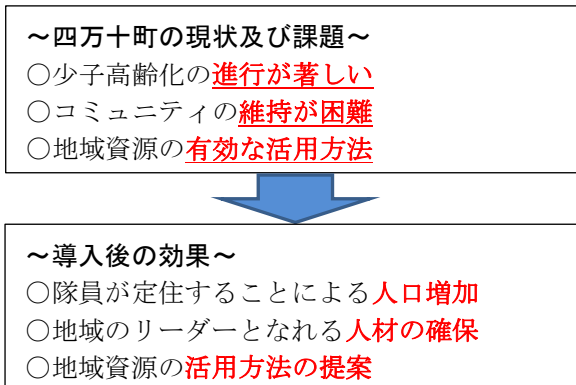 ～四万十町の現状及び課題～
○少子高齢化の進行が著しい
○コミュニティの維持が困難
○地域資源の有効な活用方法
～導入後の効果～
○隊員が定住することによる人口増加
○地域のリーダーとなれる人材の確保
○地域資源の活用方法の提案